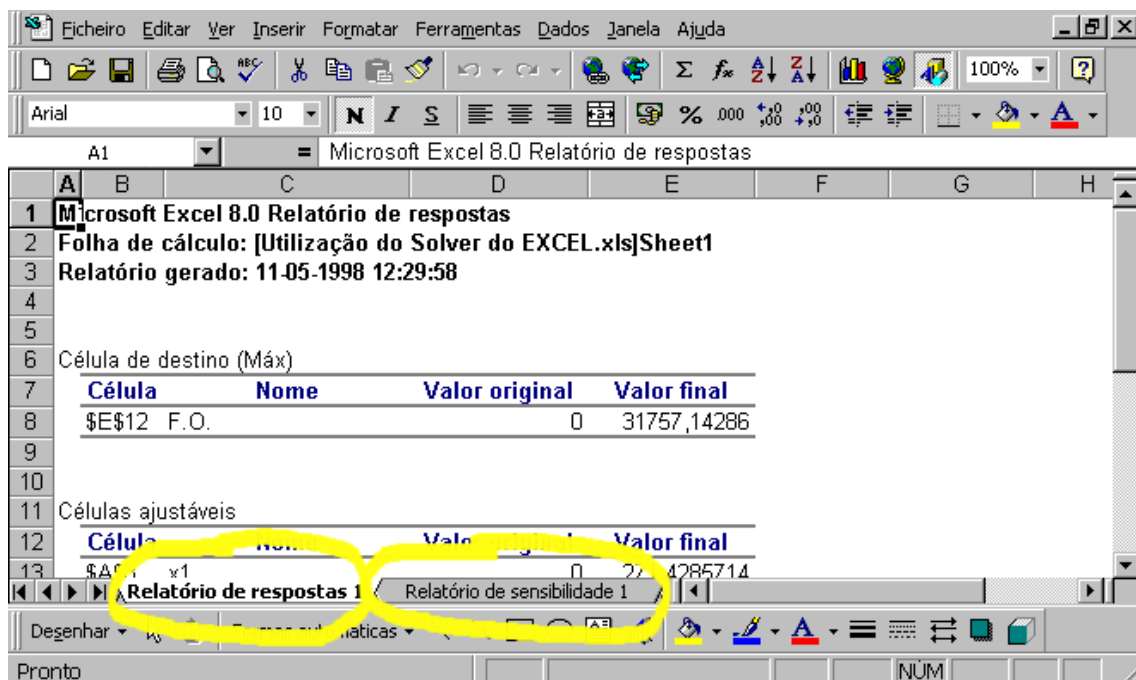 Ficheiro Editar Ver Inserir Formatar Ferramentas Dados Janela Ajuda
100%
Arial 10 N I S % 000
A1 = Microsoft Excel 8.0 Relatório de respostas
A B C D E F G H
1 Microsoft Excel 8.0 Relatório de respostas
2 Folha de cálculo: [Utilização do Solver do EXCEL.xls]Sheet1
3 Relatório gerado: 11-05-1998 12:29:58
4
5
6 Célula de destino (Máx)
7 Célula Nome Valor original Valor final
8 $E$12 F.O. 0 31757,14286
9
10
11 Células ajustáveis
12 Célula Nome Valor original Valor final
13 x1 0
Relatório de respostas 1 Relatório de sensibilidade 1
Desenhar
Pronto NÚM